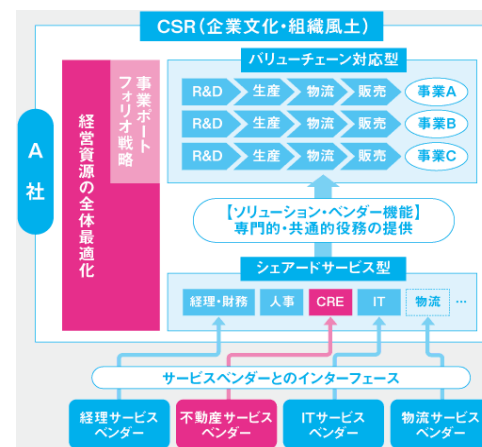 CSR(企業文化・組織風土)
A社
経営資源の全体最適化
事業ポート
フォリオ戦略
バリューチェーン対応型
R&D 生産 物流 販売 事業A
R&D 生産 物流 販売 事業B
R&D 生産 物流 販売 事業C
【ソリューション・ベンダー機能】
専門的・共通的役務の提供
シェアードサービス型
経理・財務 人事 CRE IT 物流 …
サービスベンダーとのインターフェース
経理サービス
ベンダー
不動産サービス
ベンダー
ITサービス
ベンダー
物流サービス
ベンダー